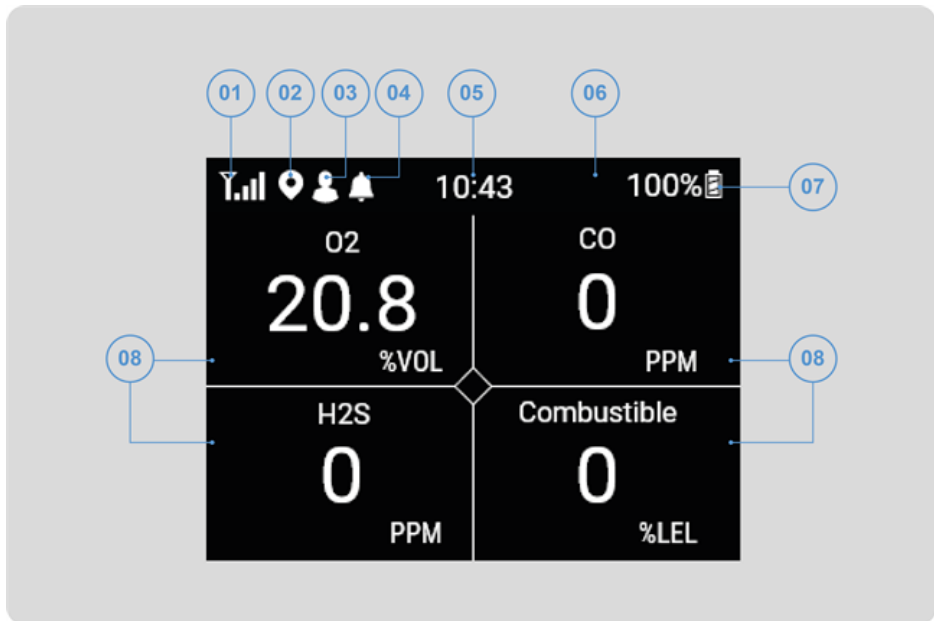 01 02 03 04 05 06
10:43 100% 07
O2 CO
20.8 0
08 %VOL PPM 08
H2S Combustible
0 0
PPM %LEL